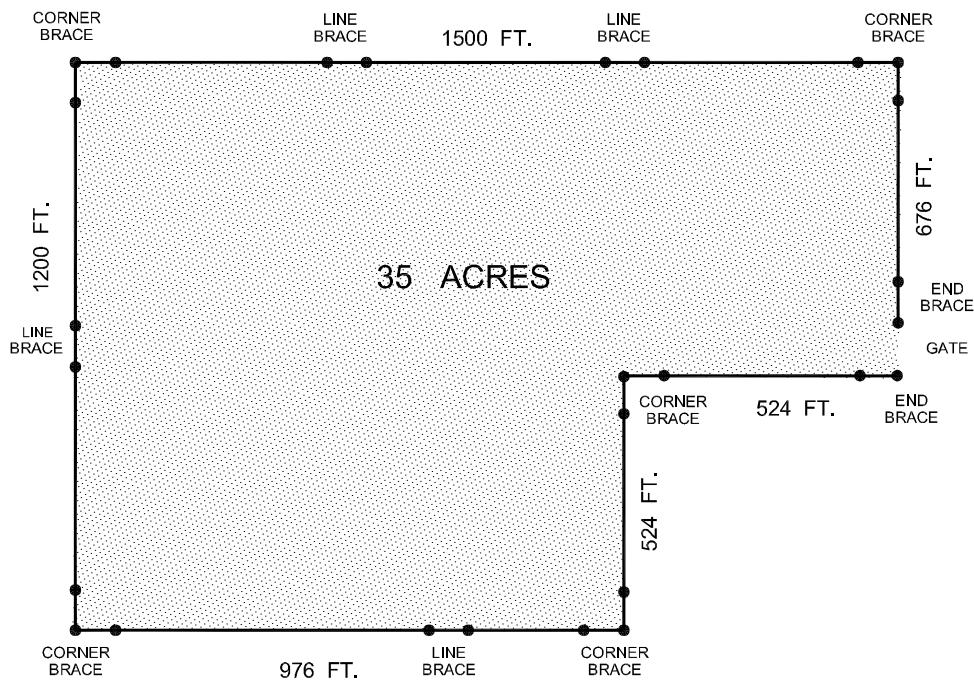 CORNER
BRACE
LINE
BRACE
1500 FT.
LINE
BRACE
CORNER
BRACE
1200 FT.
676 FT.
35 ACRES
END
BRACE
LINE
BRACE
GATE
CORNER
BRACE
524 FT.
END
BRACE
524 FT.
CORNER
BRACE
976 FT.
LINE
BRACE
CORNER
BRACE